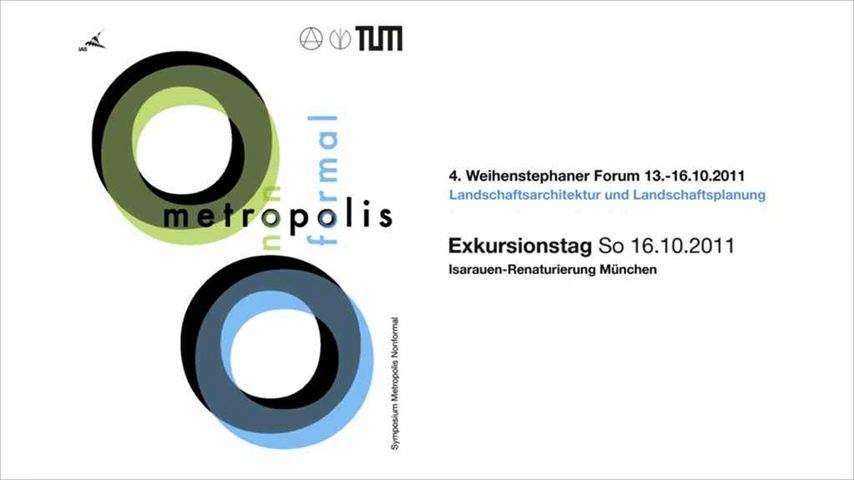 IAS
TUM
metropolis
non
formal
Symposium Metropolis Nonformal
4. Weihenstephaner Forum 13.-16.10.2011
Landschaftsarchitektur und Landschaftsplanung
Exkursionstag So 16.10.2011
Isarauen-Renaturierung München